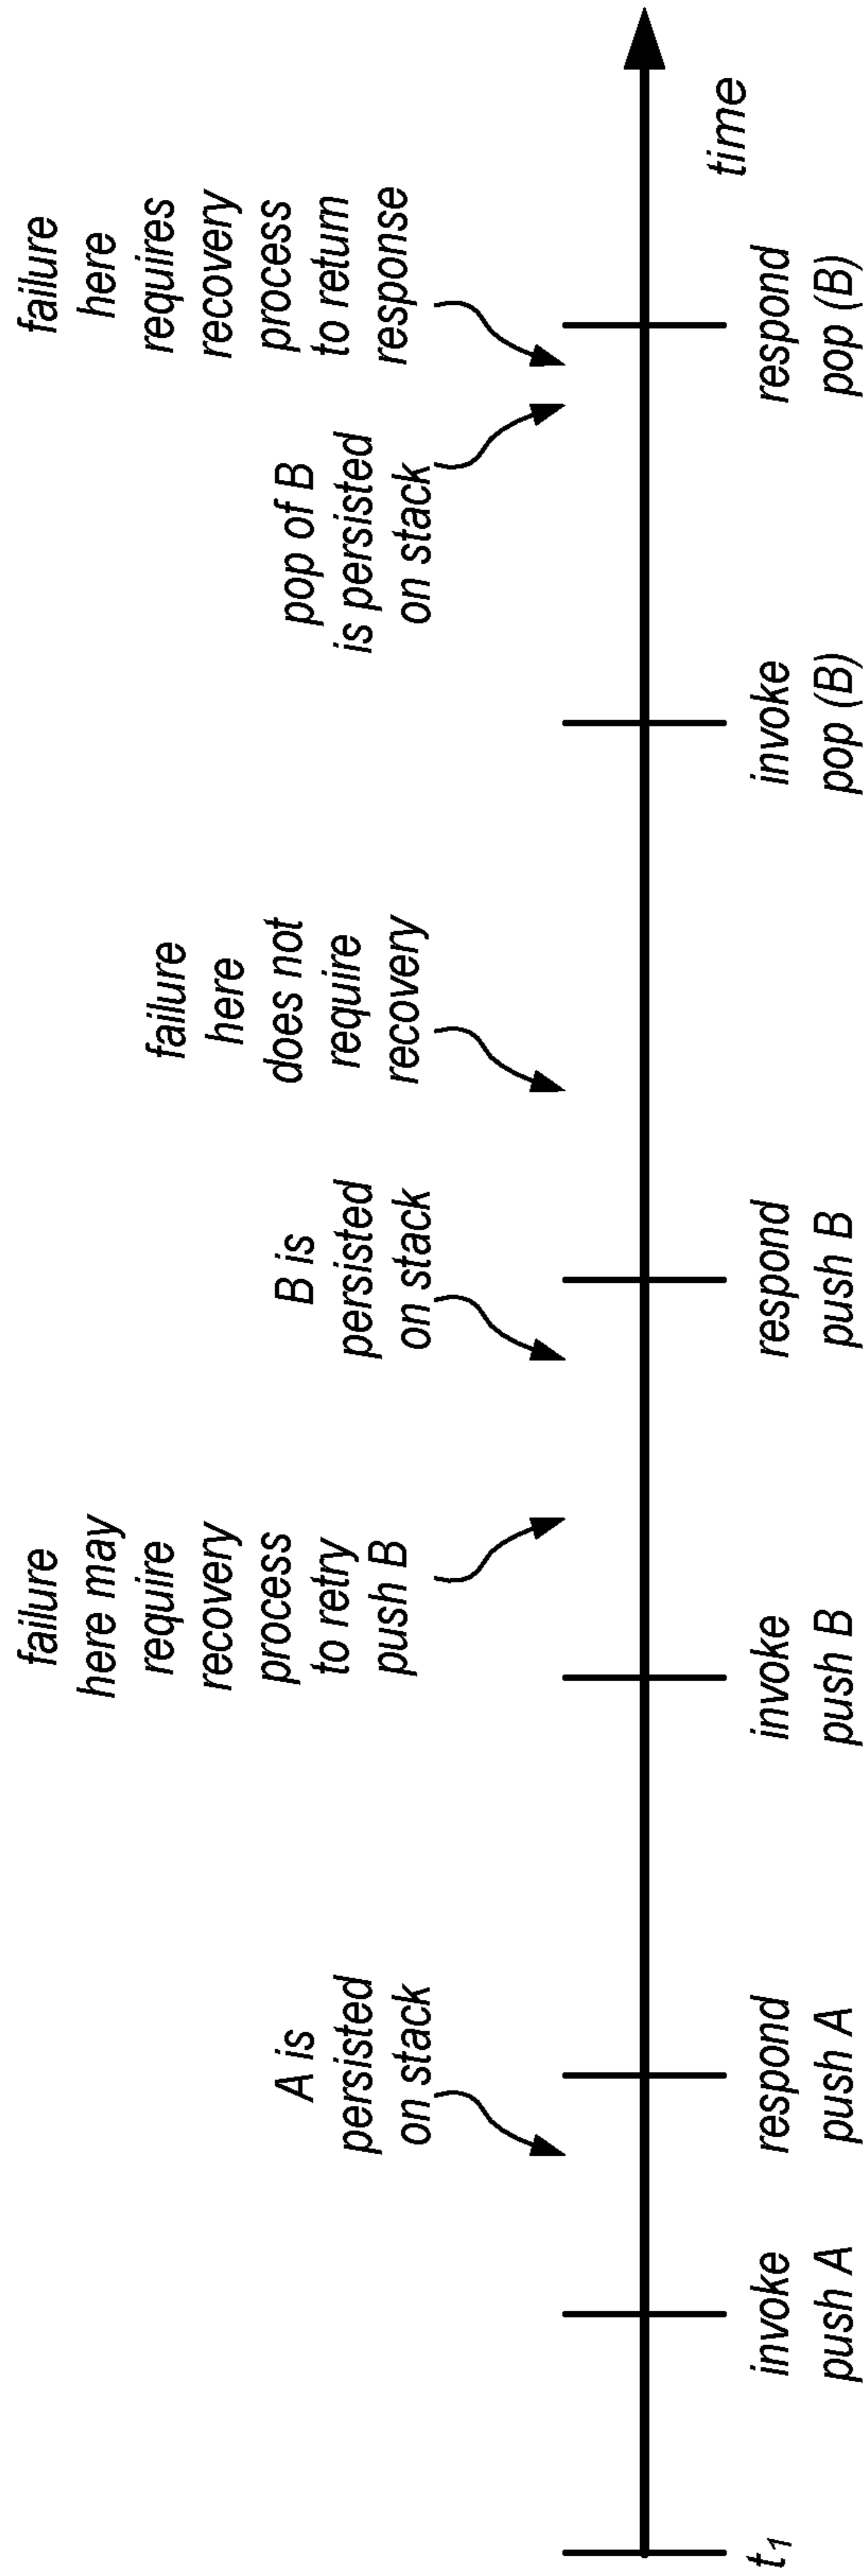 A is
persisted
on stack
failure
here may
require
recovery
process
to retry
push B
B is
persisted
on stack
failure
here
does not
require
recovery
pop of B
is persisted
on stack
failure
here
requires
recovery
process
to return
response
t₁
invoke
push A
respond
push A
invoke
push B
respond
push B
invoke
pop (B)
respond
pop (B)
time